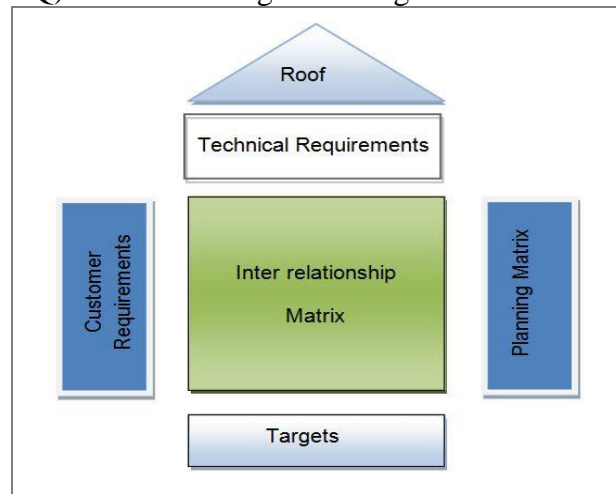 Roof
Technical Requirements
Customer
Requirements
Inter relationship
Matrix
Planning Matrix
Targets